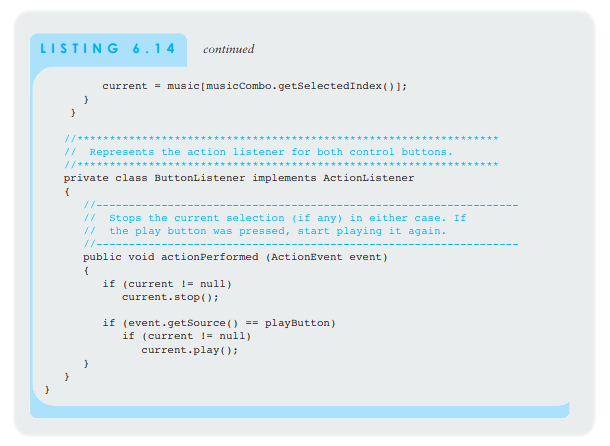 LISTING 6.14 continued
current = music[musicCombo.getSelectedIndex()];
}
}
//*****************************************************************
//  Represents the action listener for both control buttons.
//*****************************************************************
private class ButtonListener implements ActionListener
{
//-----------------------------------------------------------------
//  Stops the current selection (if any) in either case. If
//  the play button was pressed, start playing it again.
//-----------------------------------------------------------------
public void actionPerformed (ActionEvent event)
{
if (current != null)
current.stop();
if (event.getSource() == playButton)
if (current != null)
current.play();
}
}
}